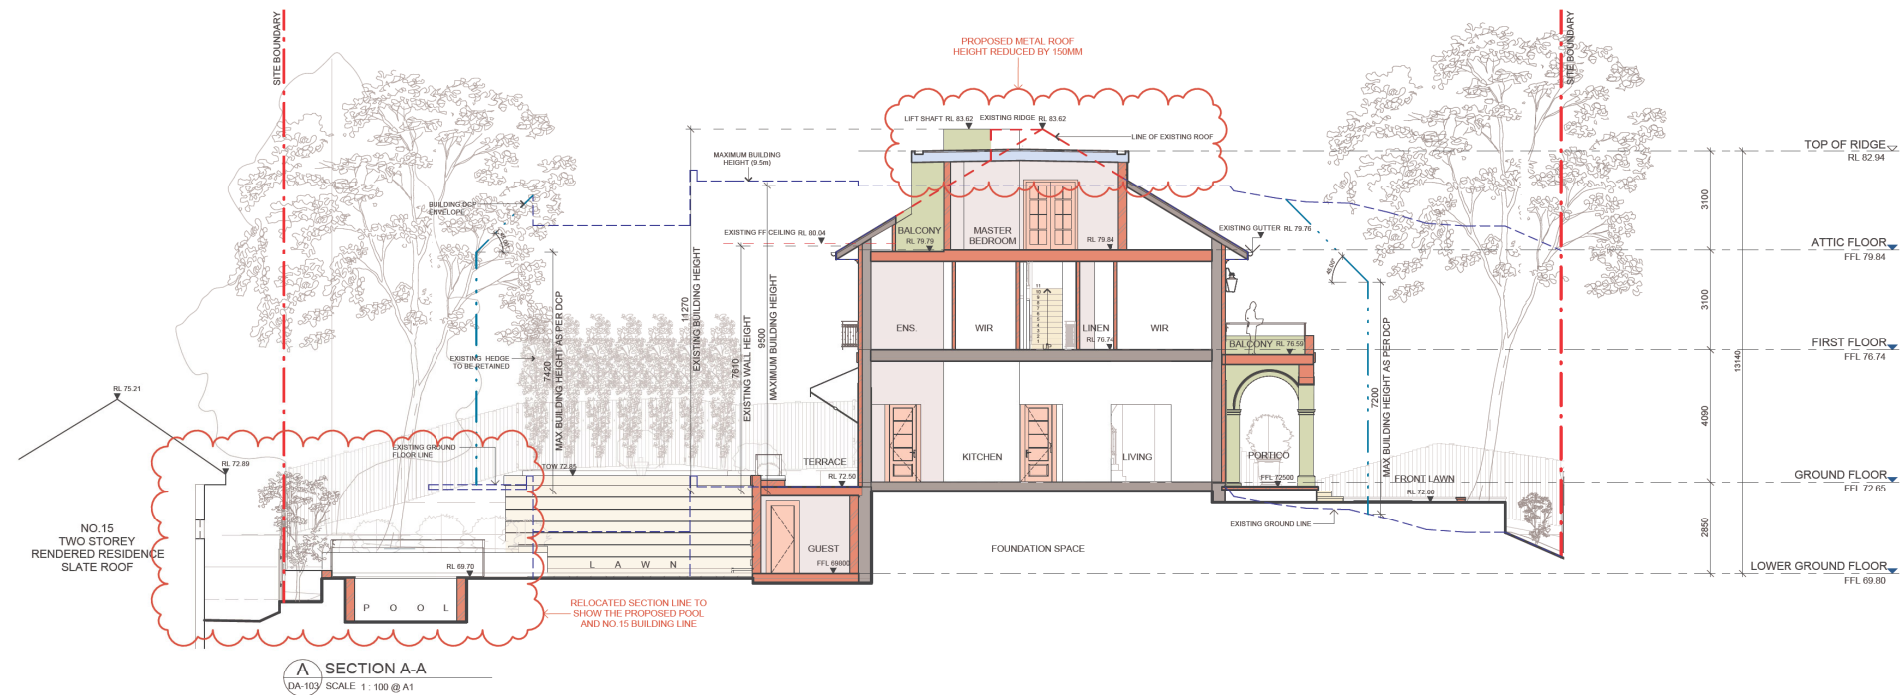 SITE BOUNDARY
PROPOSED METAL ROOF
HEIGHT REDUCED BY 150MM
SITE BOUNDARY
LIFT SHAFT RL 83.62
EXISTING RIDGE RL 83.62
LINE OF EXISTING ROOF
MAXIMUM BUILDING
HEIGHT (9.5m)
TOP OF RIDGE
RL 82.94
BUILDING DCP
ENVELOPE
EXISTING FF CEILING RL 80.04
BALCONY
RL 79.79
MASTER
BEDROOM
RL 79.84
EXISTING GUTTER RL 79.76
3100
ATTIC FLOOR
FFL 79.84
45.00°
11270
EXISTING BUILDING HEIGHT
7610
EXISTING WALL HEIGHT
9500
MAXIMUM BUILDING HEIGHT
7420
MAX BUILDING HEIGHT AS PER DCP
3100
13140
ENS.
WIR
LINEN
RL 76.74
WIR
UP
BALCONY RL 76.59
FIRST FLOOR
FFL 76.74
EXISTING HEDGE
TO BE RETAINED
RL 75.21
7200
MAX BUILDING HEIGHT AS PER DCP
4090
EXISTING GROUND
FLOOR LINE
RL 72.89
TOW 72.85
TERRACE
RL 72.50
KITCHEN
LIVING
PORTICO
FFL 72500
FRONT LAWN
RL 72.00
GROUND FLOOR
FFL 72.65
EXISTING GROUND LINE
NO.15
TWO STOREY
RENDERED RESIDENCE
SLATE ROOF
GUEST
FFL 69800
FOUNDATION SPACE
2850
LAWN
RL 69.70
LOWER GROUND FLOOR
FFL 69.80
POOL
RELOCATED SECTION LINE TO
SHOW THE PROPOSED POOL
AND NO.15 BUILDING LINE
A SECTION A-A
DA-103 SCALE 1 : 100 @ A1